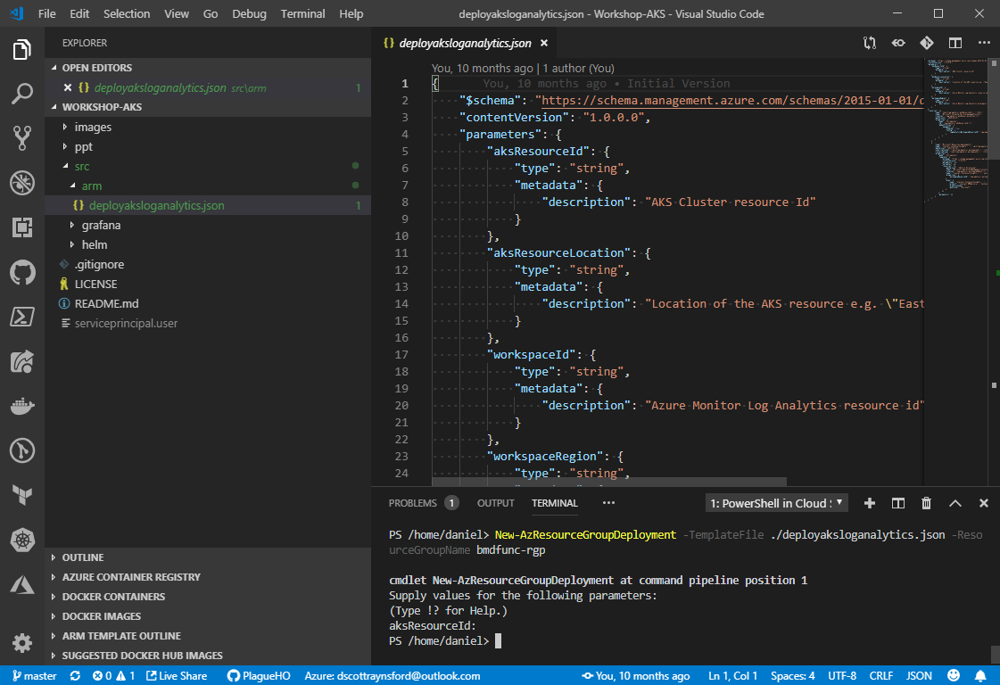 File Edit Selection View Go Debug Terminal Help
deployaksloganalytics.json - Workshop-AKS - Visual Studio Code
EXPLORER
OPEN EDITORS
deployaksloganalytics.json src\arm 1
WORKSHOP-AKS
images
ppt
src
arm
{} deployaksloganalytics.json 1
grafana
helm
.gitignore
LICENSE
README.md
serviceprincipal.user
OUTLINE
AZURE CONTAINER REGISTRY
DOCKER CONTAINERS
DOCKER IMAGES
ARM TEMPLATE OUTLINE
SUGGESTED DOCKER HUB IMAGES
{} deployaksloganalytics.json
You, 10 months ago | 1 author (You)
1 { You, 10 months ago • Initial Version
2 "$schema": "https://schema.management.azure.com/schemas/2015-01-01/d
3 "contentVersion": "1.0.0.0",
4 "parameters": {
5 "aksResourceId": {
6 "type": "string",
7 "metadata": {
8 "description": "AKS Cluster resource Id"
9 }
10 },
11 "aksResourceLocation": {
12 "type": "string",
13 "metadata": {
14 "description": "Location of the AKS resource e.g. \"East
15 }
16 },
17 "workspaceId": {
18 "type": "string",
19 "metadata": {
20 "description": "Azure Monitor Log Analytics resource id"
21 }
22 },
23 "workspaceRegion": {
24 "type": "string",
PROBLEMS 1 OUTPUT TERMINAL ••• 1: PowerShell in Cloud S
PS /home/daniel> New-AzResourceGroupDeployment -TemplateFile ./deployaksloganalytics.json -Reso
urceGroupName bmdfunc-rgp
cmdlet New-AzResourceGroupDeployment at command pipeline position 1
Supply values for the following parameters:
(Type !? for Help.)
aksResourceId:
PS /home/daniel>
master 0 1 Live Share PlagueHO Azure: dscottraynsford@outlook.com You, 10 months ago Ln 1, Col 1 Spaces: 4 UTF-8 CRLF JSON